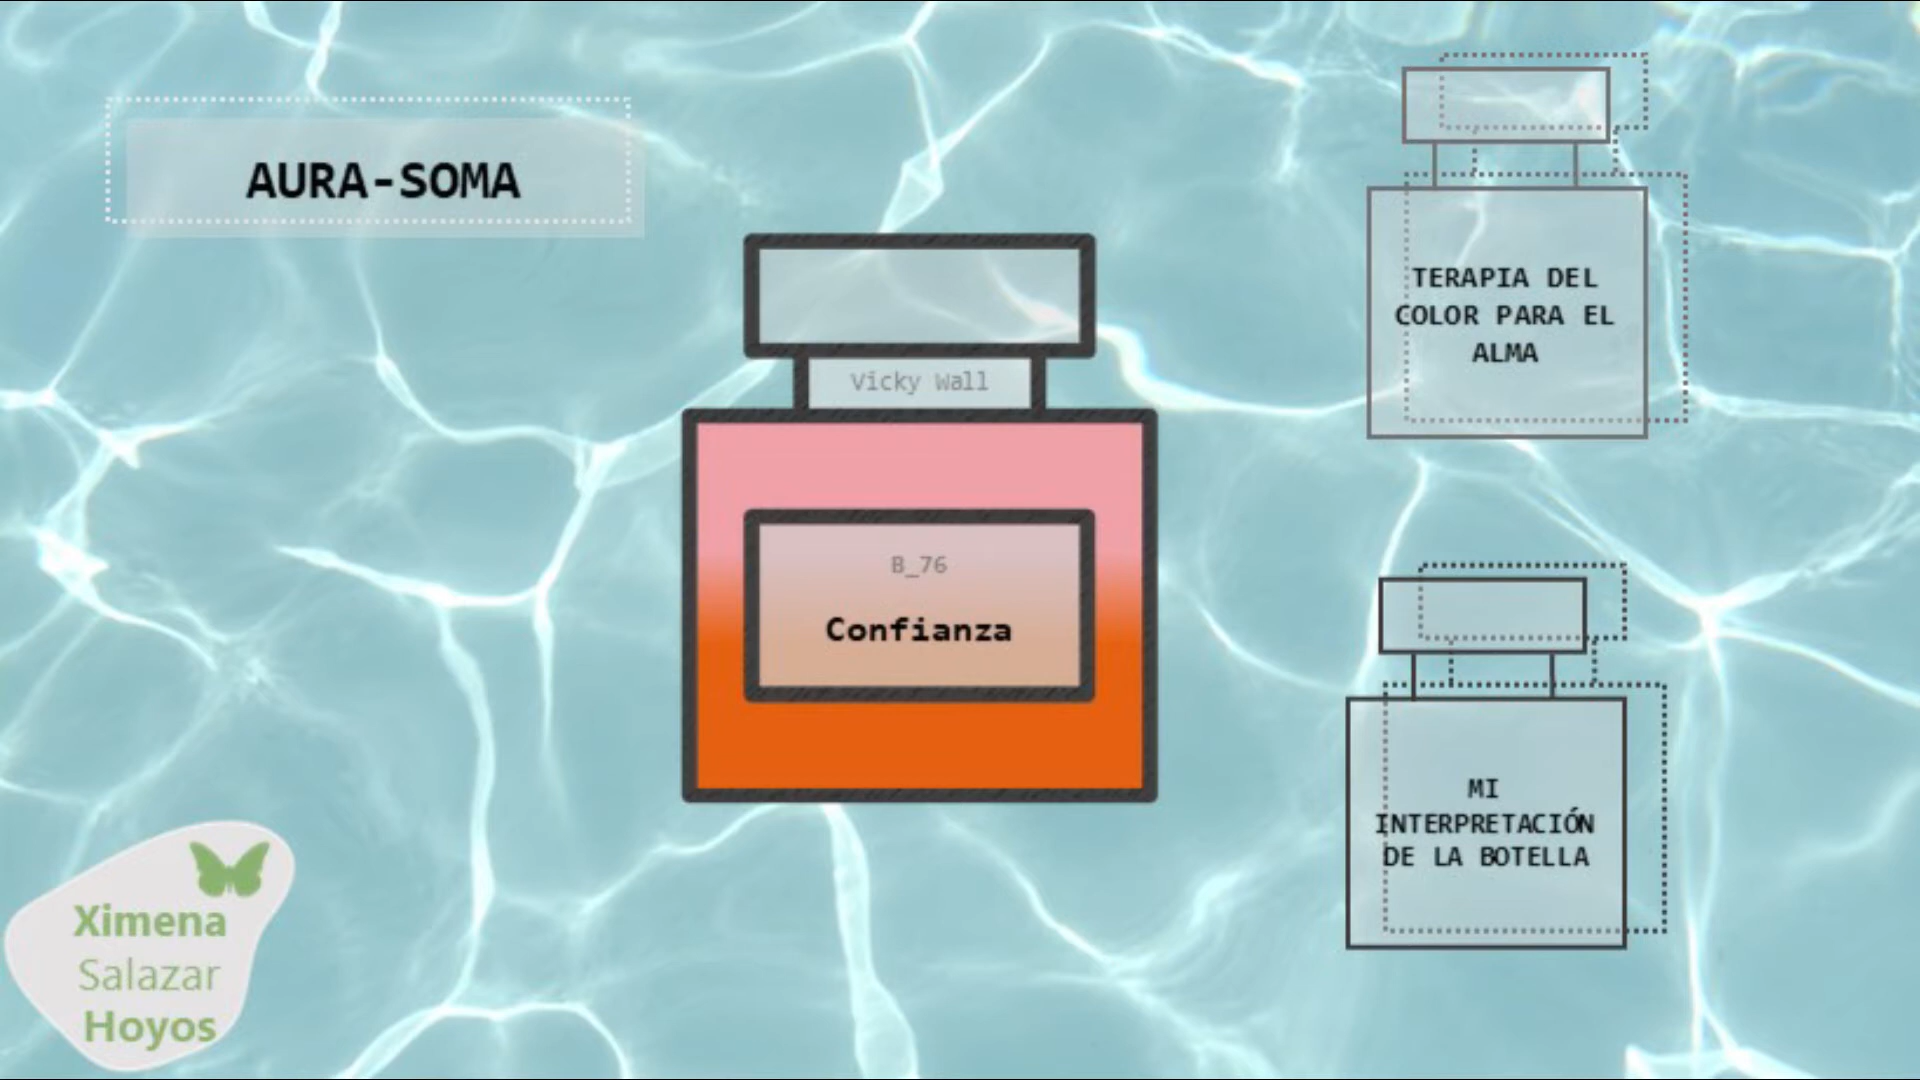 AURA-SOMA
Vicky Wall
B_76
Confianza
TERAPIA DEL
COLOR PARA EL
ALMA
MI
INTERPRETACIÓN
DE LA BOTELLA
Ximena
Salazar
Hoyos